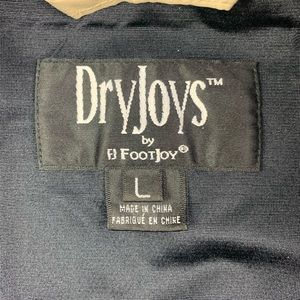 DryJoys™
by
FJ FOOTJOY®
L
MADE IN CHINA
FABRIQUÉ EN CHINE